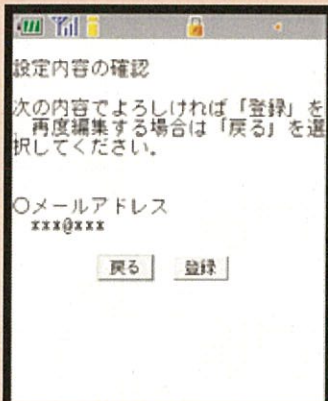 設定内容の確認
次の内容でよろしければ「登録」を
、再度編集する場合は「戻る」を選
択してください。
○メールアドレス
xxx@xxx
戻る 登録